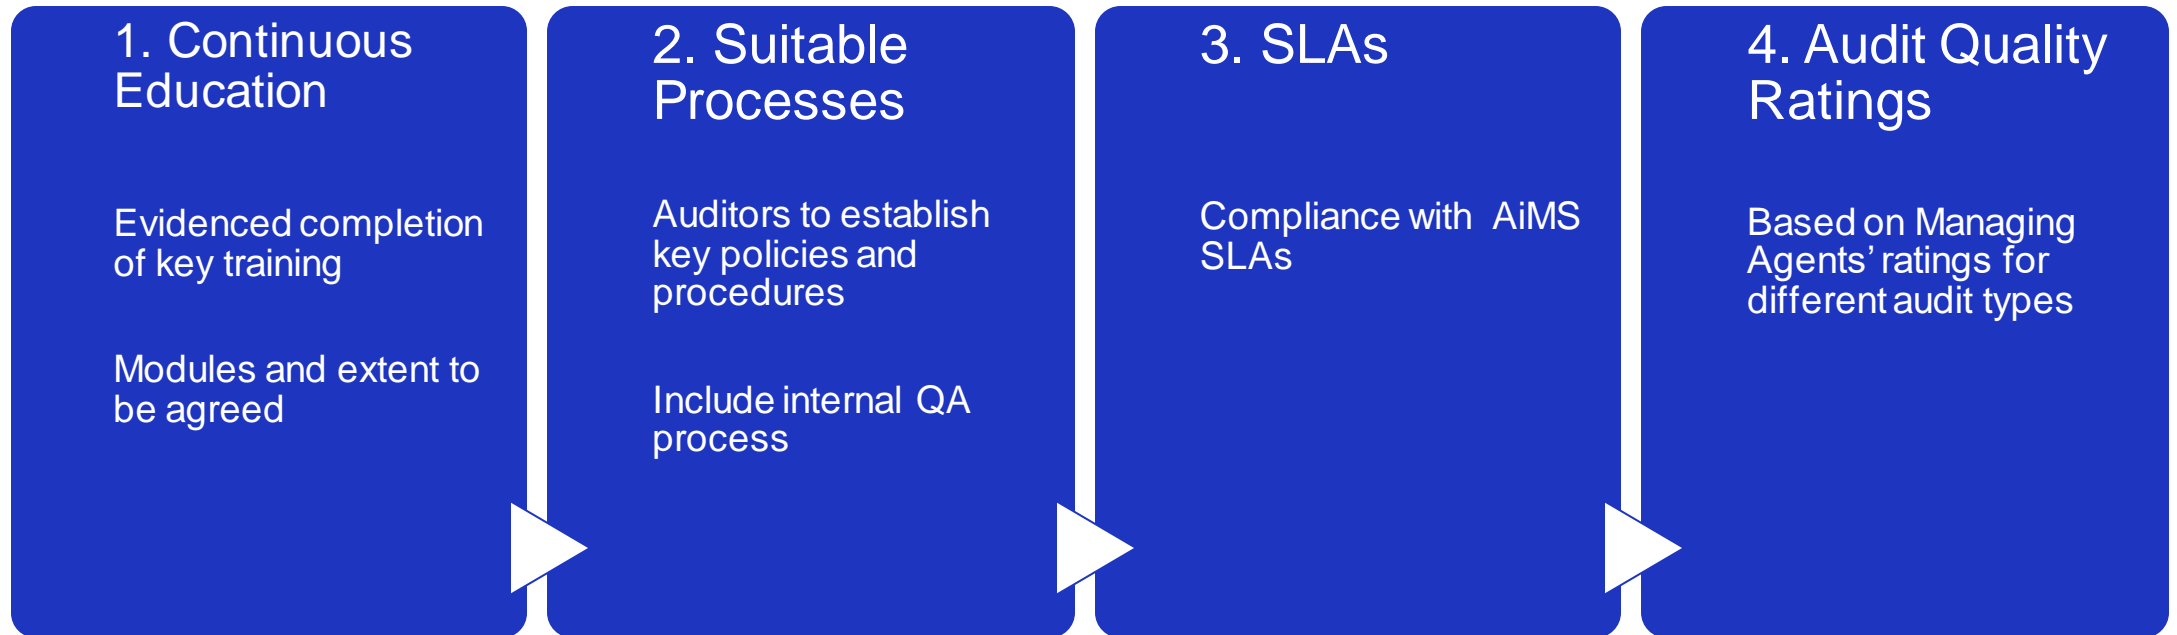 1. Continuous
Education
Evidenced completion
of key training
Modules and extent to
be agreed
2. Suitable
Processes
Auditors to establish
key policies and
procedures
Include internal QA
process
3. SLAs
Compliance with AiMS
SLAs
4. Audit Quality
Ratings
Based on Managing
Agents’ ratings for
different audit types